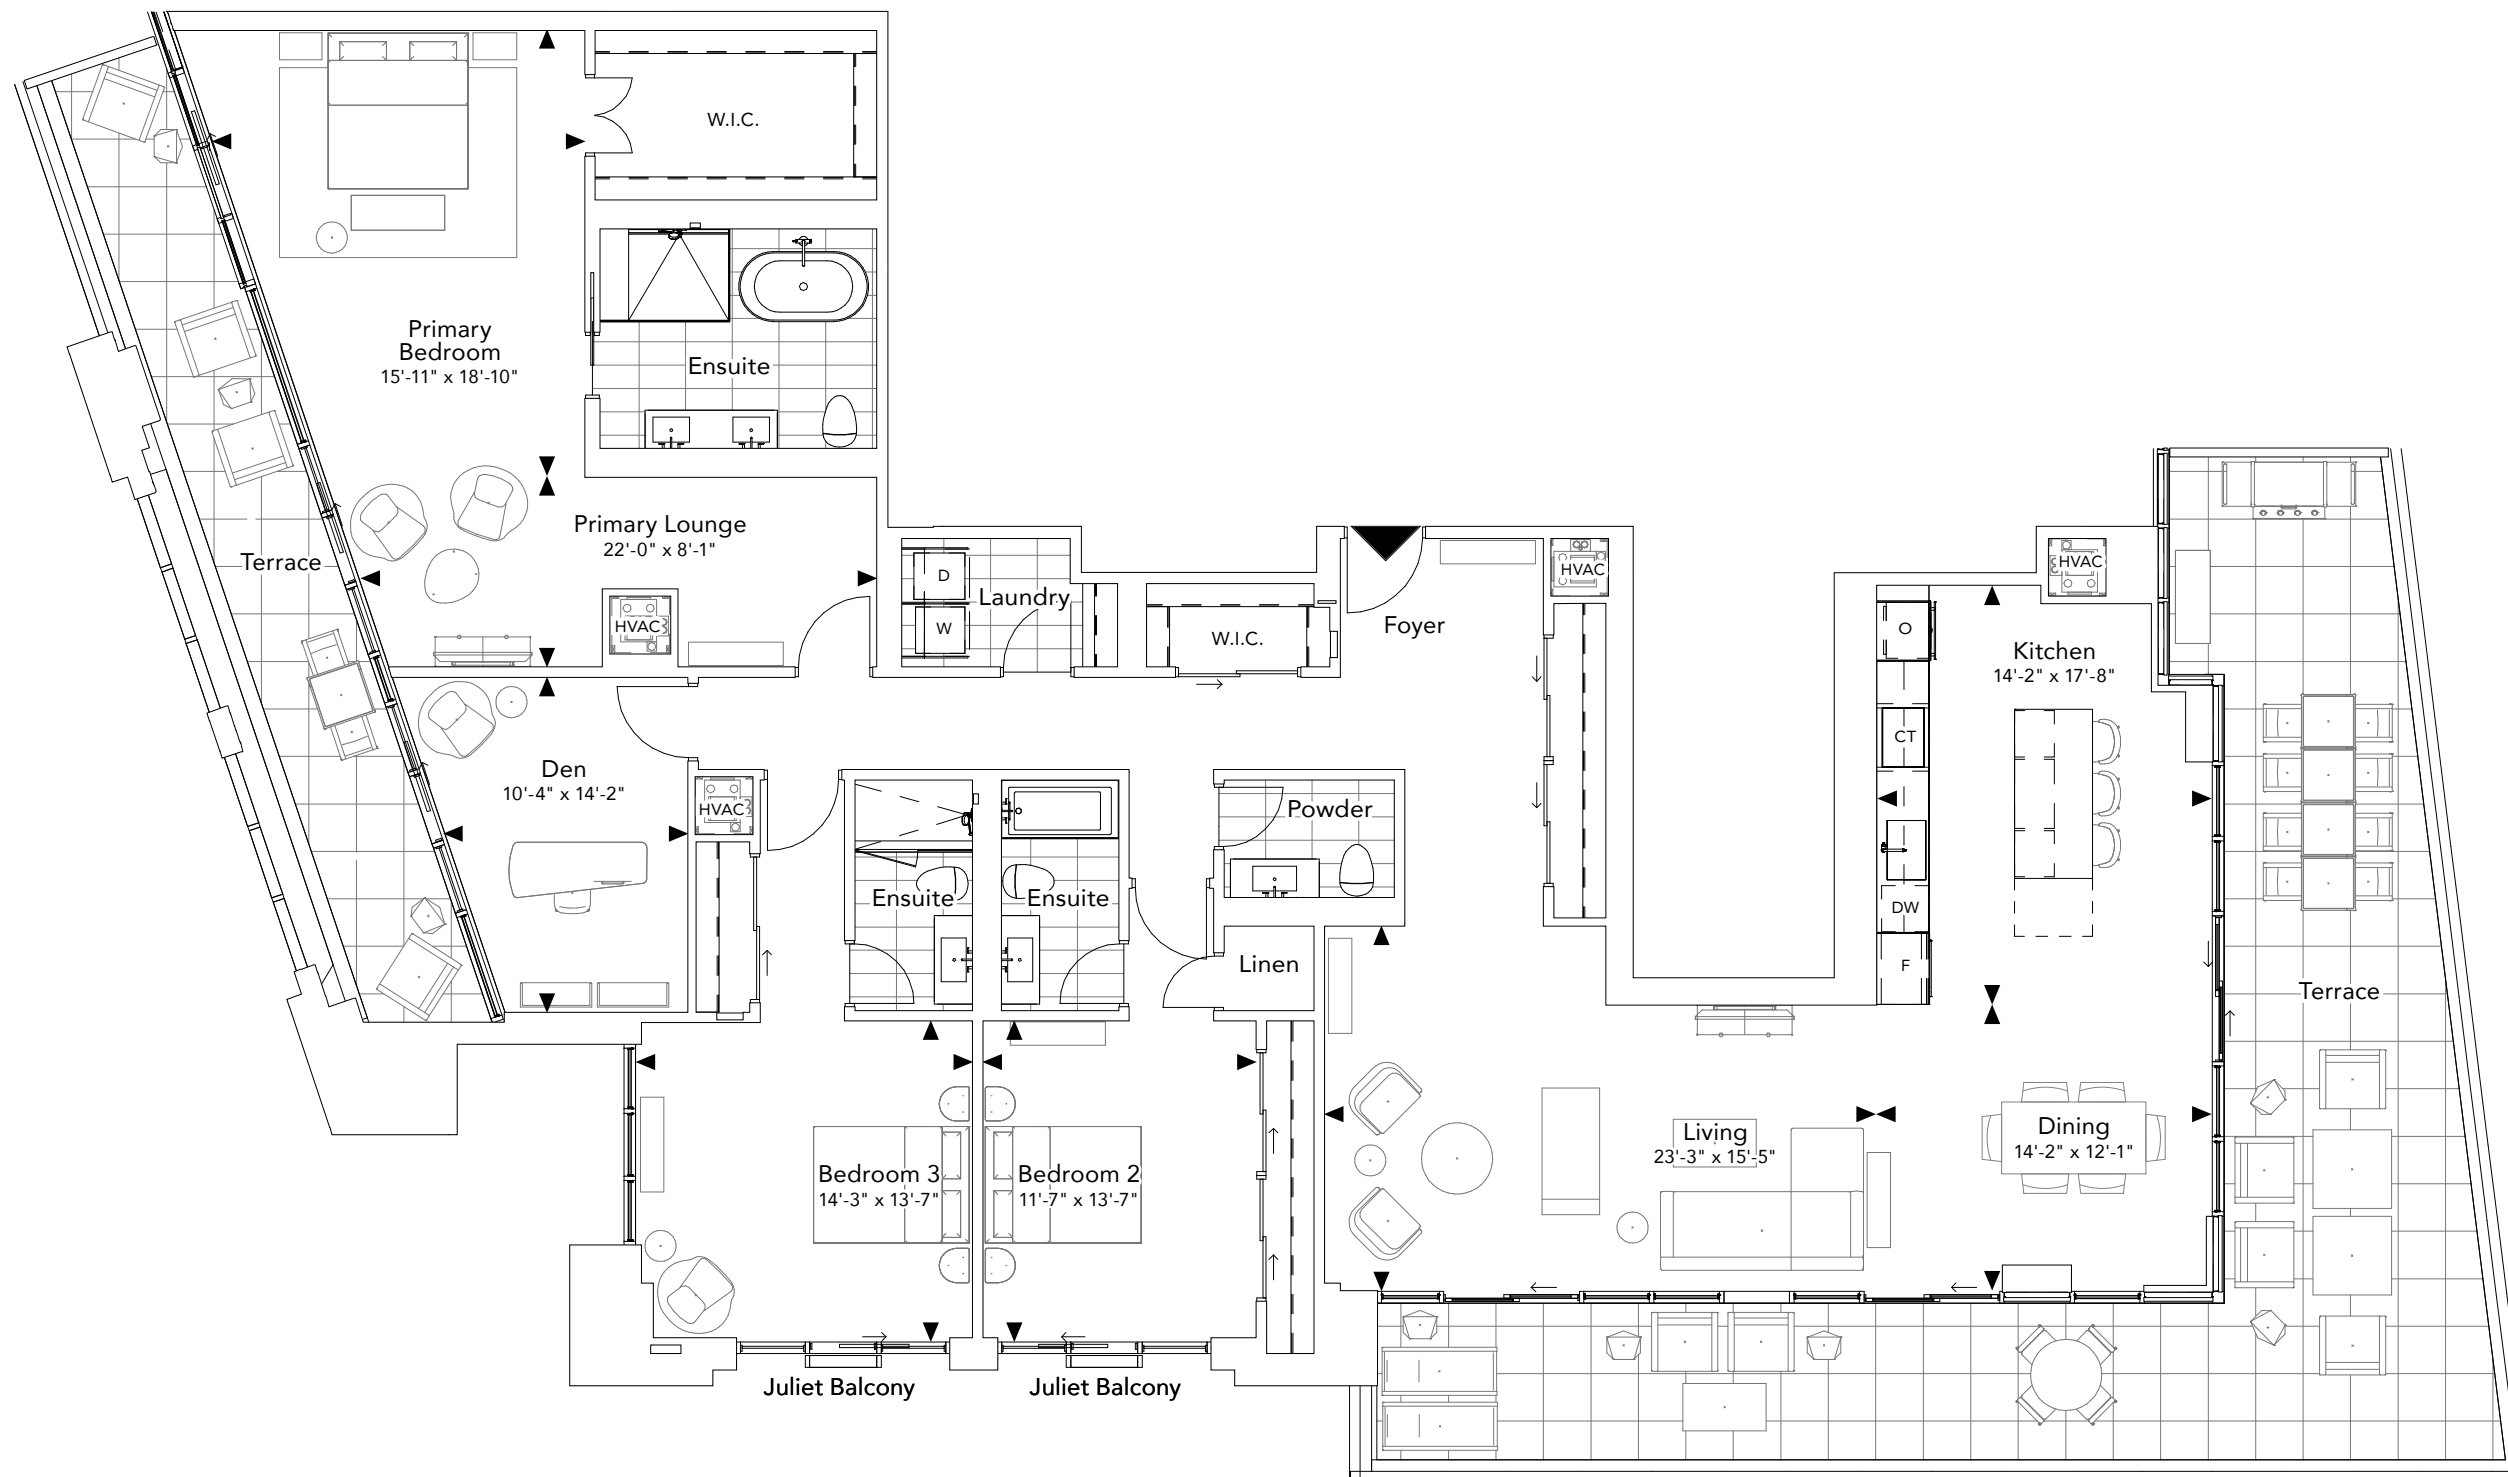 W.I.C.
Primary
Bedroom
15'-11" x 18'-10"
Ensuite
Primary Lounge
22'-0" x 8'-1"
Terrace
HVAC
D
W
Laundry
W.I.C.
Foyer
HVAC
HVAC
O
Kitchen
14'-2" x 17'-8"
CT
DW
F
Den
10'-4" x 14'-2"
HVAC
Ensuite
Ensuite
Powder
Linen
Terrace
Bedroom 3
14'-3" x 13'-7"
Bedroom 2
11'-7" x 13'-7"
Living
23'-3" x 15'-5"
Dining
14'-2" x 12'-1"
Juliet Balcony
Juliet Balcony